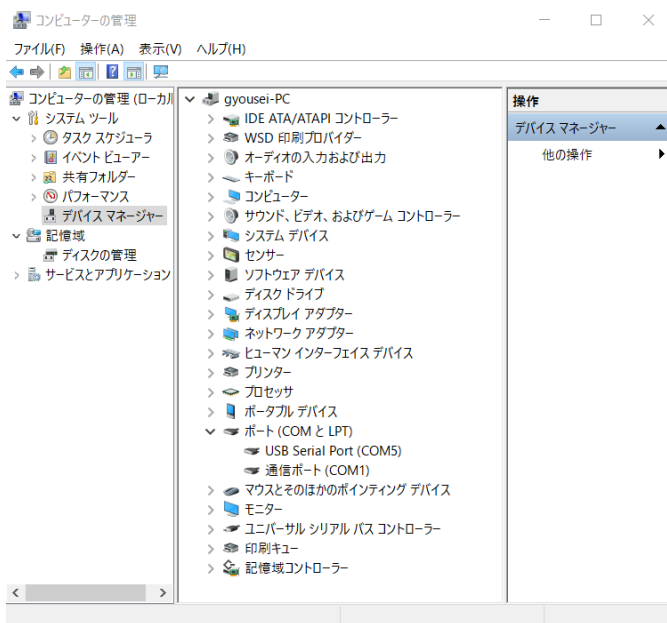 コンピューターの管理
ファイル(F) 操作(A) 表示(V) ヘルプ(H)
コンピューターの管理 (ローカル
システム ツール
タスク スケジューラ
イベント ビューアー
共有フォルダー
パフォーマンス
デバイス マネージャー
記憶域
ディスクの管理
サービスとアプリケーション
gyousei-PC
IDE ATA/ATAPI コントローラー
WSD 印刷プロバイダー
オーディオの入力および出力
キーボード
コンピューター
サウンド、ビデオ、およびゲーム コントローラー
システム デバイス
センサー
ソフトウェア デバイス
ディスク ドライブ
ディスプレイ アダプター
ネットワーク アダプター
ヒューマン インターフェイス デバイス
プリンター
プロセッサ
ポータブル デバイス
ポート (COM と LPT)
USB Serial Port (COM5)
通信ポート (COM1)
マウスとそのほかのポインティング デバイス
モニター
ユニバーサル シリアル バス コントローラー
印刷キュー
記憶域コントローラー
操作
デバイス マネージャー
他の操作